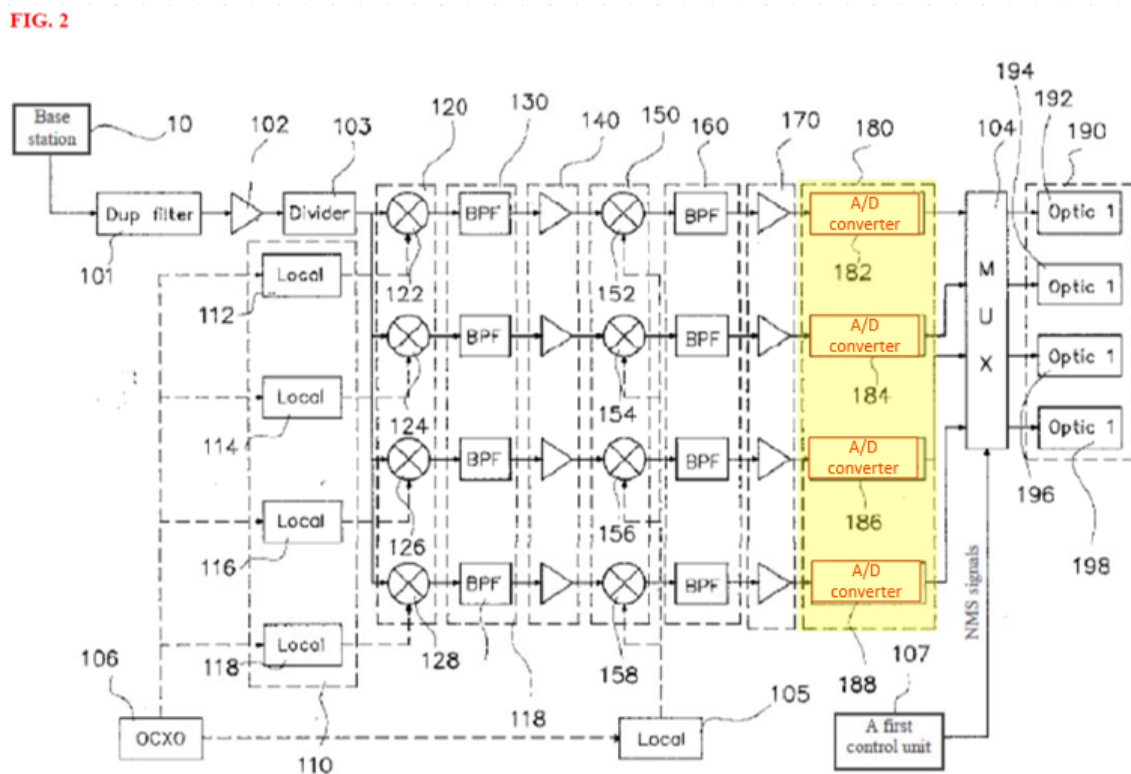 FIG. 2
Base
station
10
102
103
120
130
140
150
160
170
180
104
194
192
190
Dup filter
Divider
BPF
BPF
A/D
converter
Optic 1
101
Local
112
122
152
182
M
U
X
Optic 1
BPF
BPF
A/D
converter
Optic 1
Local
114
124
154
184
Optic 1
BPF
BPF
A/D
converter
Local
116
126
156
186
196
198
BPF
BPF
A/D
converter
NMS signals
Local
118
128
158
188
106
118
105
107
OCXO
110
Local
A first
control unit